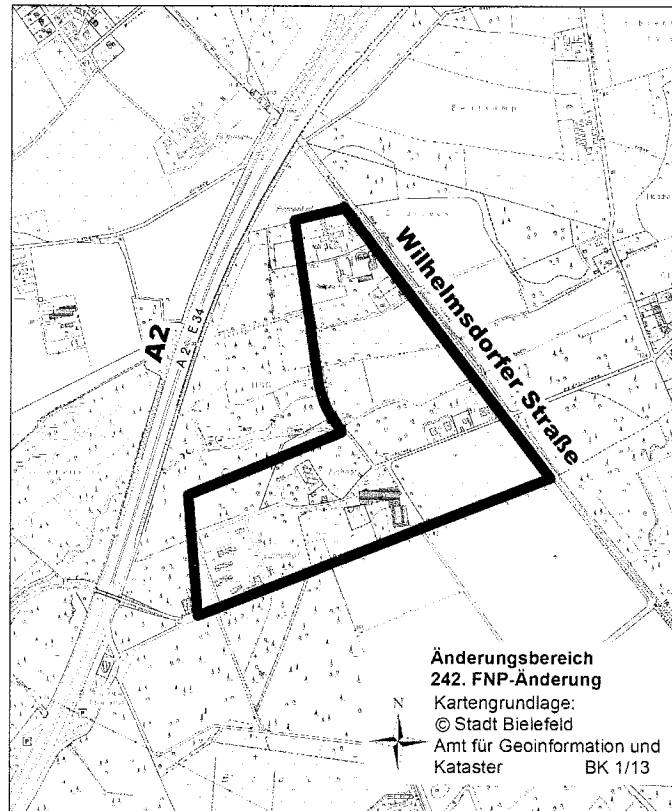 Wilhelmsdorfer Straße
A2
E 34
Änderungsbereich
242. FNP-Änderung
Kartengrundlage:
N
© Stadt Bielefeld
Amt für Geoinformation und
Kataster BK 1/13